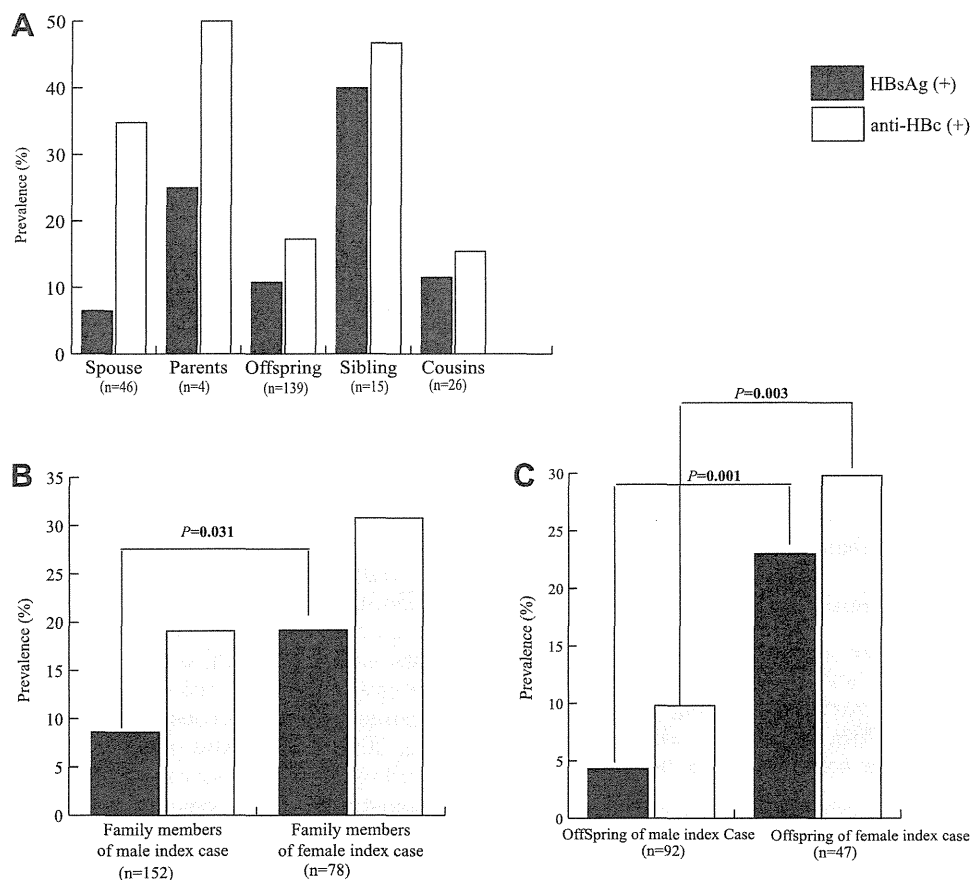 A
50
40
30
20
10
0
Prevalence (%)
Spouse
(n=46)
Parents
(n=4)
Offspring
(n=139)
Sibling
(n=15)
Cousins
(n=26)
HBsAg (+)
anti-HBc (+)
B
35
30
25
20
15
10
5
0
Prevalence (%)
P=0.031
Family members
of male index case
(n=152)
Family members
of female index case
(n=78)
C
P=0.003
P=0.001
30
25
20
15
10
5
0
Prevalence (%)
OffSpring of male index Case
(n=92)
Offspring of female index case
(n=47)